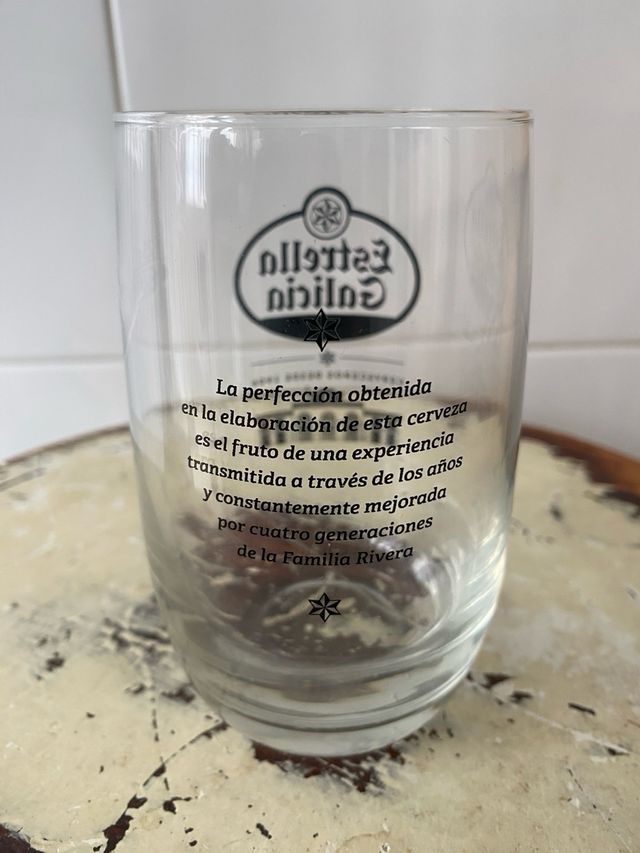 Estrella
Galicia
La perfección obtenida
en la elaboración de esta cerveza
es el fruto de una experiencia
transmitida a través de los años
y constantemente mejorada
por cuatro generaciones
de la Familia Rivera